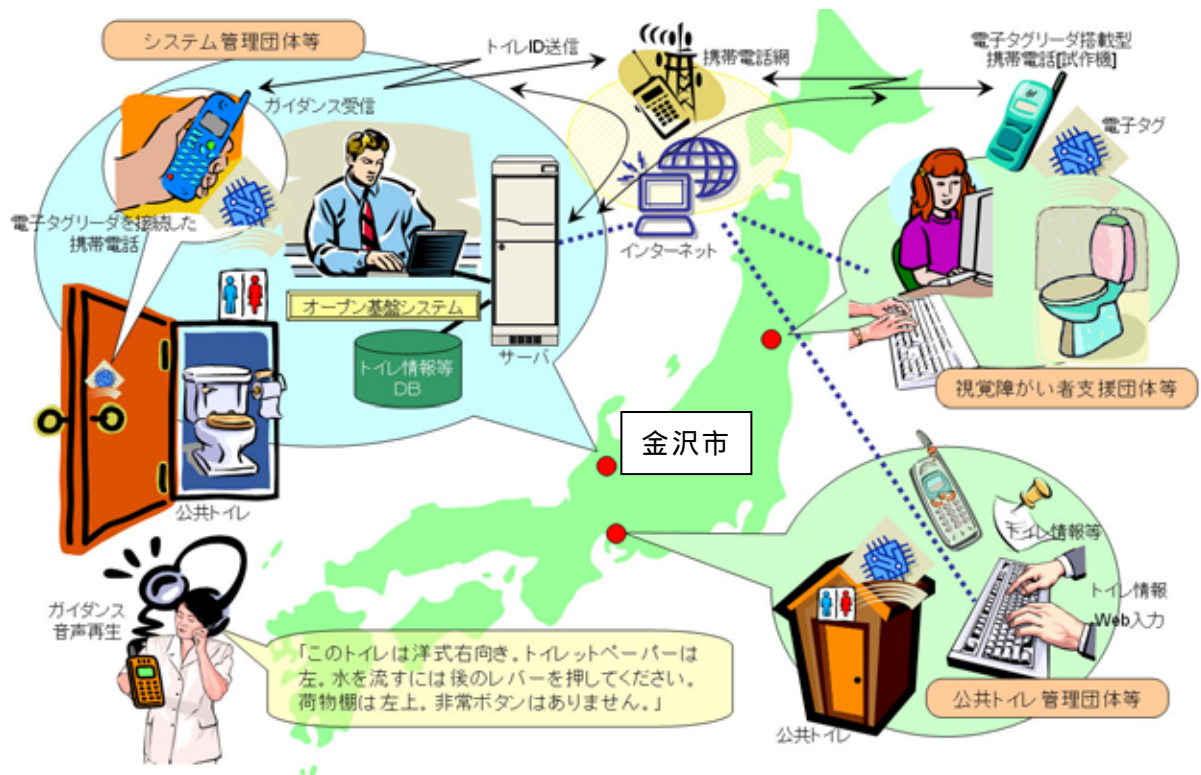 システム管理団体等
トイレID送信
携帯電話網
電子タグリーダ搭載型
携帯電話[試作機]
ガイダンス受信
電子タグ
電子タグリーダを接続した
携帯電話
インターネット
オープン基盤システム
サーバ
トイレ情報等
DB
視覚障がい者支援団体等
金沢市
公共トイレ
トイレ情報等
ガイダンス
音声再生
トイレ情報
Web入力
「このトイレは洋式右向き。トイレットペーパーは
左。水を流すには後のレバーを押してください。
荷物棚は左上。非常ボタンはありません。」
公共トイレ管理団体等
公共トイレ